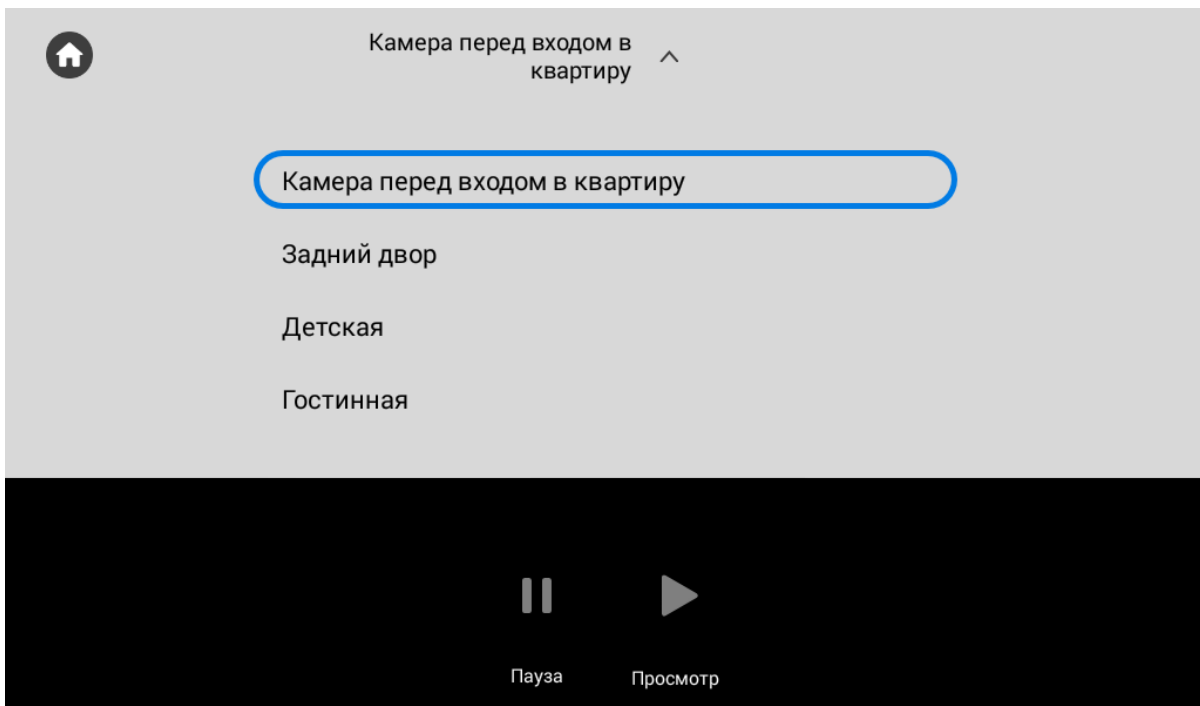 Камера перед входом в
квартиру
Камера перед входом в квартиру
Задний двор
Детская
Гостинная
Пауза
Просмотр